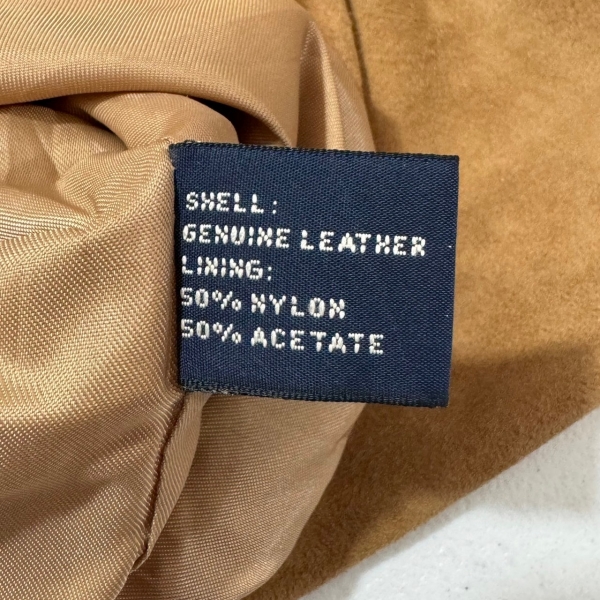 SHELL:
GENUINE LEATHER
LINING:
50% NYLON
50% ACETATE